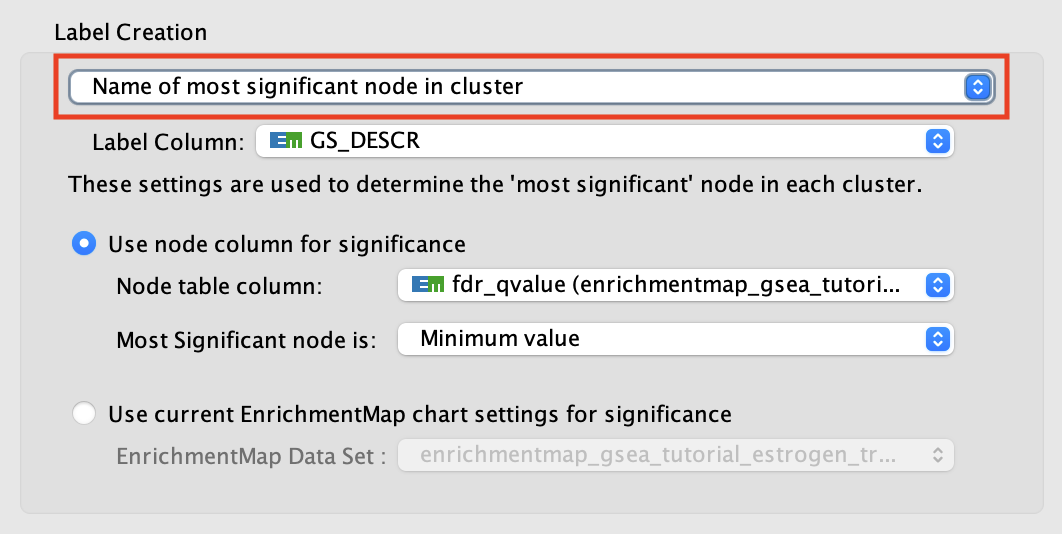 Label Creation
Name of most significant node in cluster
Label Column: EM GS_DESCR
These settings are used to determine the 'most significant' node in each cluster.
Use node column for significance
Node table column: EM fdr_qvalue (enrichmentmap_gsea_tutori...
Most Significant node is: Minimum value
Use current EnrichmentMap chart settings for significance
EnrichmentMap Data Set : enrichmentmap_gsea_tutorial_estrogen_tr...